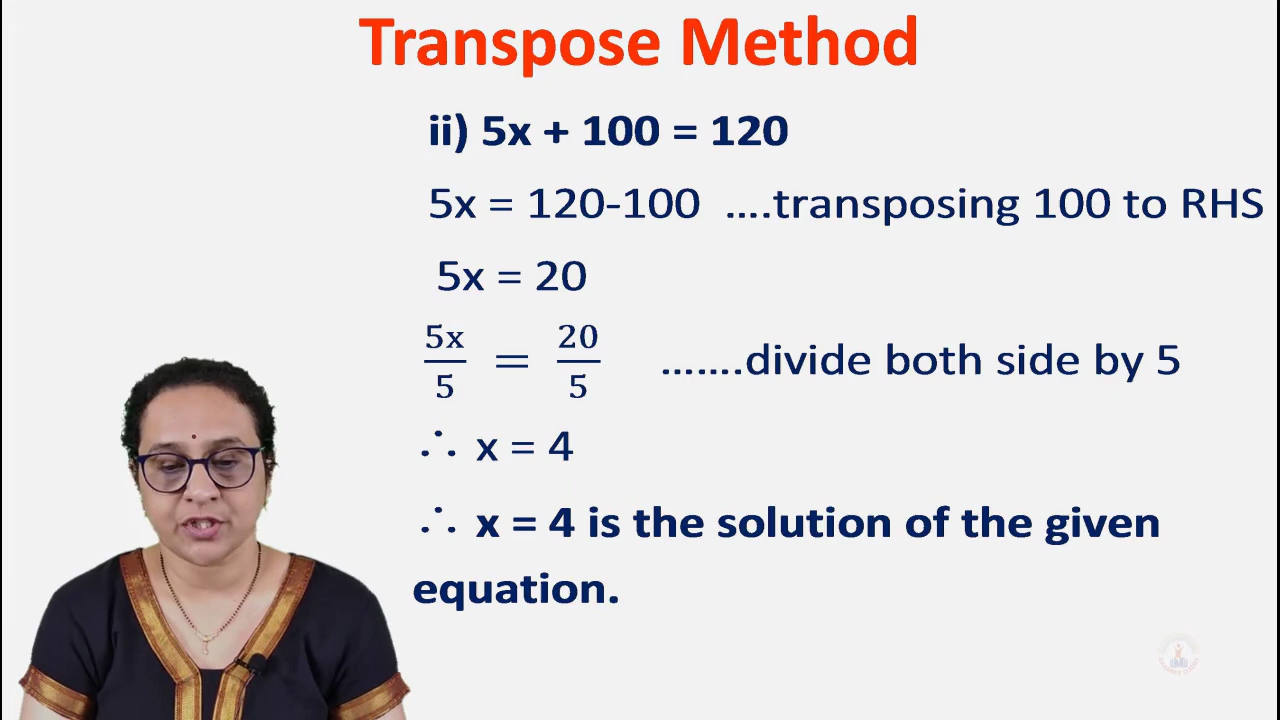 Transpose Method
ii) 5x + 100 = 120
5x = 120-100 ....transposing 100 to RHS
5x = 20
5x/5 = 20/5 .......divide both side by 5
∴ x = 4
∴ x = 4 is the solution of the given
equation.